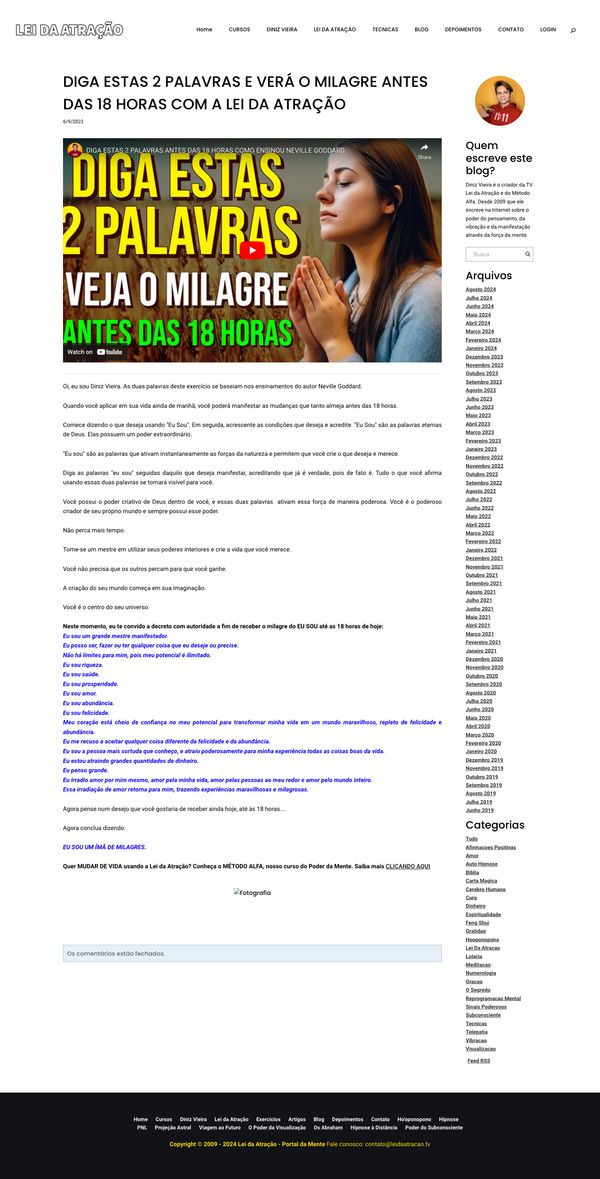 LEI DA ATRAÇÃO
Home CURSOS DINIZ VIEIRA LEI DA ATRAÇÃO TECNICAS BLOG DEPOIMENTOS CONTATO LOGIN
DIGA ESTAS 2 PALAVRAS E VERÁ O MILAGRE ANTES
DAS 18 HORAS COM A LEI DA ATRAÇÃO
6/9/2023
DIGA ESTAS 2 PALAVRAS ANTES DAS 18 HORAS COMO ENSINOU NEVILLE GODDARD
Share
DIGA ESTAS
2 PALAVRAS
VEJA O MILAGRE
ANTES DAS 18 HORAS
Watch on YouTube
Oi, eu sou Diniz Vieira. As duas palavras deste exercício se baseiam nos ensinamentos do autor Neville Goddard.
Quando você aplicar em sua vida ainda de manhã, você poderá manifestar as mudanças que tanto almeja antes das 18 horas.
Comece dizendo o que deseja usando "Eu Sou". Em seguida, acrescente as condições que deseja e acredite. "Eu Sou" são as palavras eternas
de Deus. Elas possuem um poder extraordinário.
"Eu sou" são as palavras que ativam instantaneamente as forças da natureza e permitem que você crie o que deseja e merece.
Diga as palavras "eu sou" seguidas daquilo que deseja manifestar, acreditando que já é verdade, pois de fato é. Tudo o que você afirma
usando essas duas palavras se tornará visível para você.
Você possui o poder criativo de Deus dentro de você, e essas duas palavras ativam essa força de maneira poderosa. Você é o poderoso
criador de seu próprio mundo e sempre possui esse poder.
Não perca mais tempo.
Torne-se um mestre em utilizar seus poderes interiores e crie a vida que você merece.
Você não precisa que os outros percam para que você ganhe.
A criação do seu mundo começa em sua imaginação.
Você é o centro do seu universo.
Neste momento, eu te convido a decreto com autoridade a fim de receber o milagre do EU SOU até as 18 horas de hoje:
Eu sou um grande mestre manifestador.
Eu posso ser, fazer ou ter qualquer coisa que eu deseje ou precise.
Não há limites para mim, pois meu potencial é ilimitado.
Eu sou riqueza.
Eu sou saúde.
Eu sou prosperidade.
Eu sou amor.
Eu sou abundância.
Eu sou felicidade.
Meu coração está cheio de confiança no meu potencial para transformar minha vida em um mundo maravilhoso, repleto de felicidade e
abundância.
Eu me recuso a aceitar qualquer coisa diferente da felicidade e da abundância.
Eu sou a pessoa mais sortuda que conheço, e atraio poderosamente para minha experiência todas as coisas boas da vida.
Eu estou atraindo grandes quantidades de dinheiro.
Eu penso grande.
Eu irradio amor por mim mesmo, amor pela minha vida, amor pelas pessoas ao meu redor e amor pelo mundo inteiro.
Essa irradiação de amor retorna para mim, trazendo experiências maravilhosas e milagrosas.
Agora pense num desejo que você gostaria de receber ainda hoje, até às 18 horas...
Agora conclua dizendo:
EU SOU UM ÍMÃ DE MILAGRES.
Quer MUDAR DE VIDA usando a Lei da Atração? Conheça o MÉTODO ALFA, nosso curso do Poder da Mente. Saiba mais CLICANDO AQUI
Fotografia
Os comentários estão fechados.
11:11
Quem
escreve este
blog?
Diniz Vieira é o criador da TV
Lei da Atração e do Método
Alfa. Desde 2009 que ele
escreve na Internet sobre o
poder do pensamento, da
vibração e da manifestação
através da força da mente.
Busca
Arquivos
Agosto 2024
Julho 2024
Junho 2024
Maio 2024
Abril 2024
Março 2024
Fevereiro 2024
Janeiro 2024
Dezembro 2023
Novembro 2023
Outubro 2023
Setembro 2023
Agosto 2023
Julho 2023
Junho 2023
Maio 2023
Abril 2023
Março 2023
Fevereiro 2023
Janeiro 2023
Dezembro 2022
Novembro 2022
Outubro 2022
Setembro 2022
Agosto 2022
Julho 2022
Junho 2022
Maio 2022
Abril 2022
Março 2022
Fevereiro 2022
Janeiro 2022
Dezembro 2021
Novembro 2021
Outubro 2021
Setembro 2021
Agosto 2021
Julho 2021
Junho 2021
Maio 2021
Abril 2021
Março 2021
Fevereiro 2021
Janeiro 2021
Dezembro 2020
Novembro 2020
Outubro 2020
Setembro 2020
Agosto 2020
Julho 2020
Junho 2020
Maio 2020
Abril 2020
Março 2020
Fevereiro 2020
Janeiro 2020
Dezembro 2019
Novembro 2019
Outubro 2019
Setembro 2019
Agosto 2019
Julho 2019
Junho 2019
Categorias
Tudo
Afirmacoes Positivas
Amor
Auto Hipnose
Biblia
Carta Magica
Cerebro Humano
Cura
Dinheiro
Espiritualidade
Feng Shui
Gratidao
Hooponopono
Lei Da Atracao
Loteria
Meditacao
Numerologia
Oracao
O Segredo
Reprogramacao Mental
Sinais Poderosos
Subconsciente
Tecnicas
Telepatia
Vibracao
Visualizacao
Feed RSS
Home Cursos Diniz Vieira Lei da Atração Exercícios Artigos Blog Depoimentos Contato Ho'oponopono Hipnose
PNL Projeção Astral Viagem ao Futuro O Poder da Visualização Os Abraham Hipnose à Distância Poder do Subconsciente
Copyright © 2009 - 2024 Lei da Atração - Portal da Mente Fale conosco: contato@leidaatracao.tv